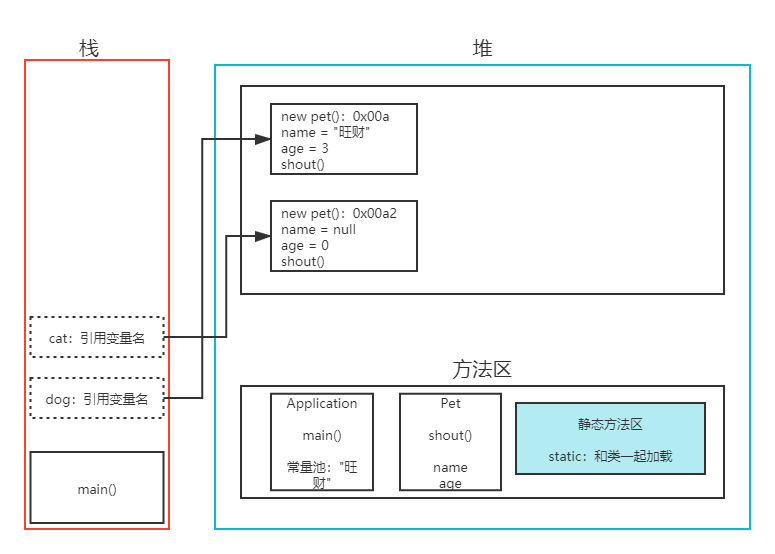 栈
堆
new pet()：0x00a
name = "旺财"
age = 3
shout()
new pet()：0x00a2
name = null
age = 0
shout()
cat：引用变量名
dog：引用变量名
main()
方法区
Application
main()
常量池："旺
财"
Pet
shout()
name
age
静态方法区
static：和类一起加载